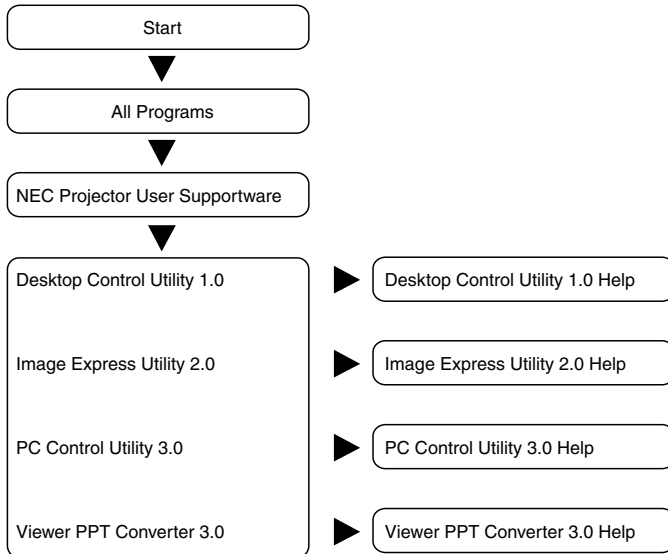 Start
All Programs
NEC Projector User Supportware
Desktop Control Utility 1.0
Desktop Control Utility 1.0 Help
Image Express Utility 2.0
Image Express Utility 2.0 Help
PC Control Utility 3.0
PC Control Utility 3.0 Help
Viewer PPT Converter 3.0
Viewer PPT Converter 3.0 Help